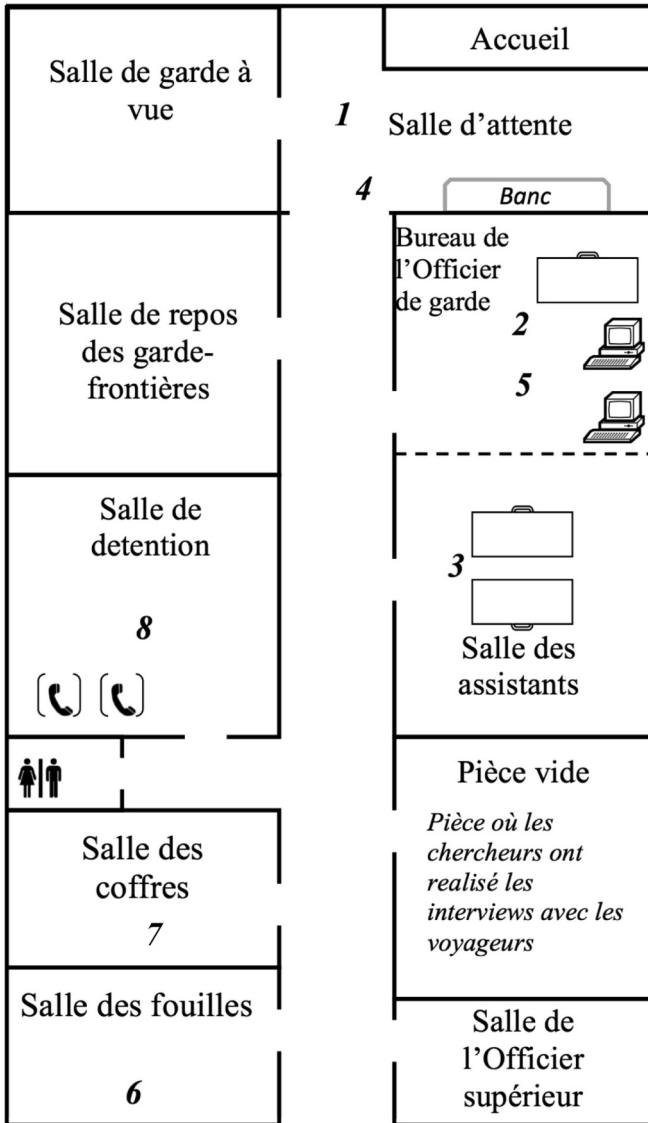 Salle de garde à
vue
Accueil
1
Salle d'attente
4
Banc
Salle de repos
des garde-
frontières
Bureau de
l'Officier
de garde
2
5
Salle de
detention
8
3
Salle des
assistants
Salle des
coffres
7
Pièce vide
Pièce où les
chercheurs ont
realisé les
interviews avec les
voyageurs
Salle des fouilles
6
Salle de
l'Officier
supérieur